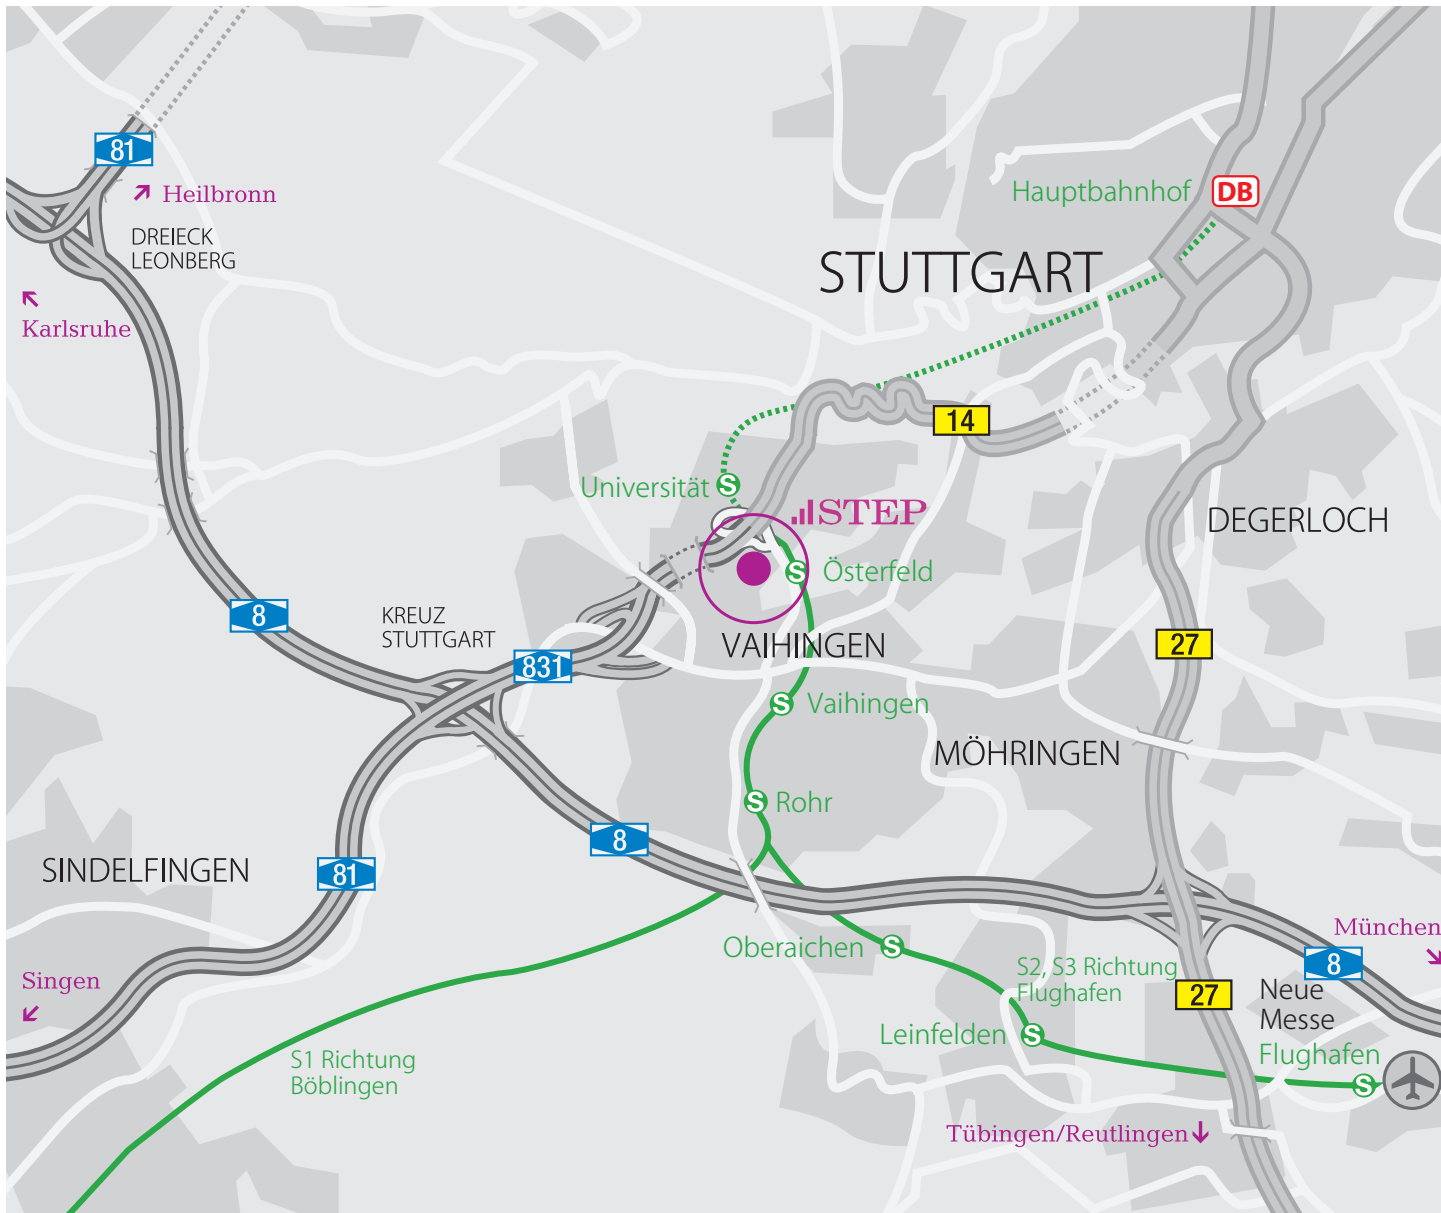 81
Heilbronn
DREIECK
LEONBERG
Karlsruhe
Hauptbahnhof DB
STUTTGART
14
Universität S
STEP
S Österfeld
DEGERLOCH
8
KREUZ
STUTTGART
831
VAIHINGEN
27
S Vaihingen
MÖHRINGEN
S Rohr
8
SINDELFINGEN
81
München
8
Oberaichen S
S2, S3 Richtung
Flughafen
Singen
27
Neue
Messe
Leinfelden S
Flughafen
S
S1 Richtung
Böblingen
Tübingen/Reutlingen